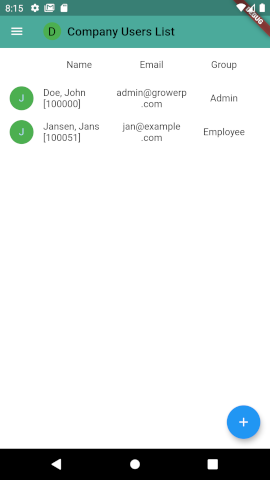 8:15
DEBUG
D Company Users List
Name Email Group
J Doe, John [100000] admin@growerp.com Admin
J Jansen, Jans [100051] jan@example.com Employee
+